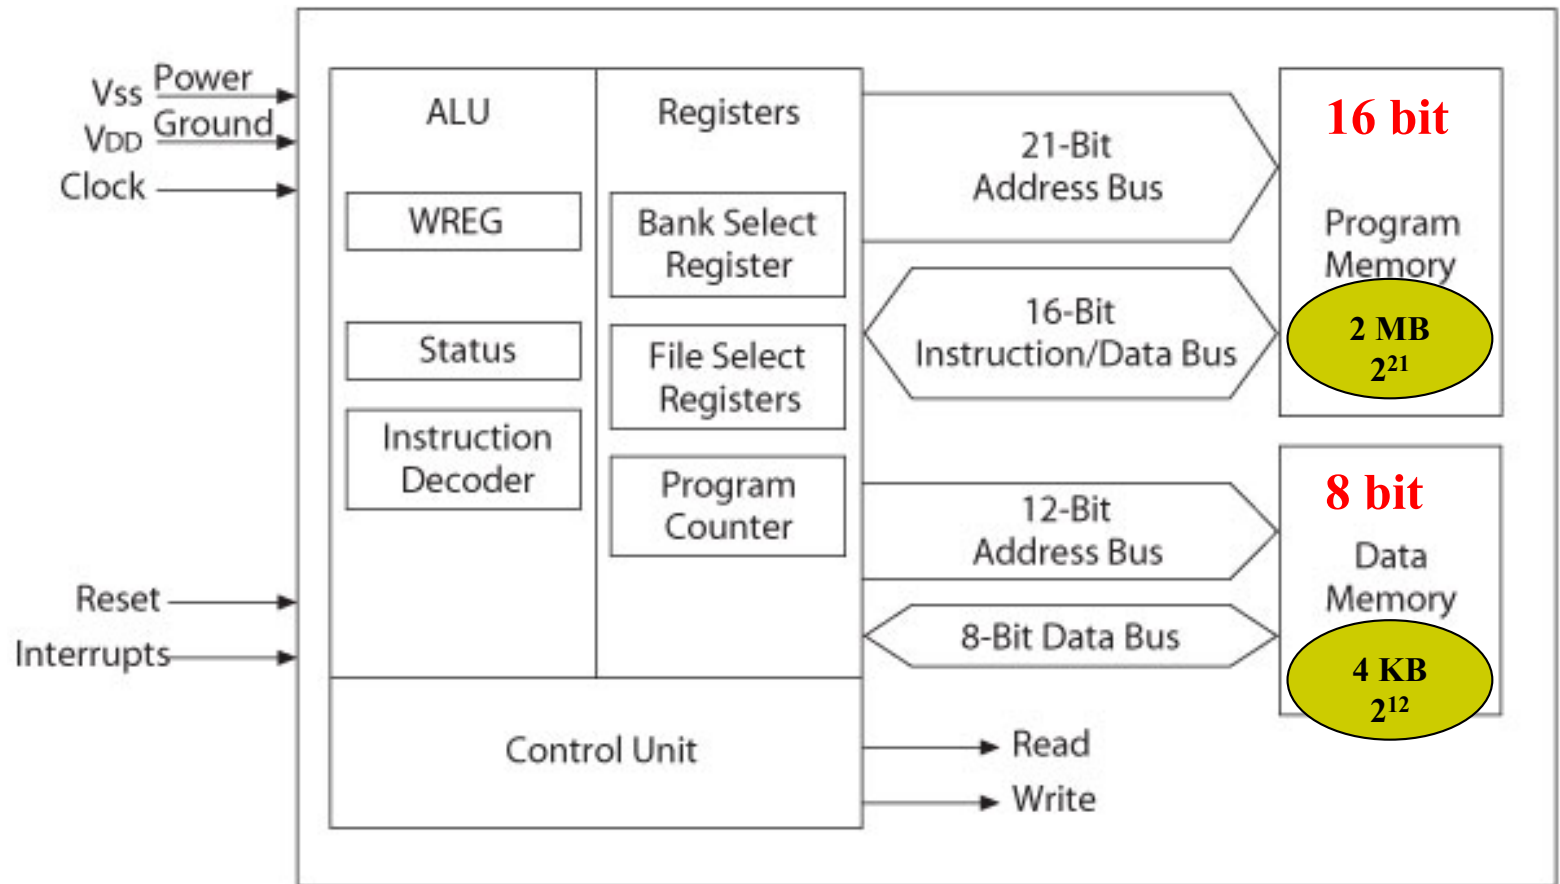 Vss Power
VDD Ground
Clock
Reset
Interrupts
ALU
WREG
Status
Instruction
Decoder
Registers
Bank Select
Register
File Select
Registers
Program
Counter
Control Unit
21-Bit
Address Bus
16-Bit
Instruction/Data Bus
12-Bit
Address Bus
8-Bit Data Bus
Read
Write
16 bit
Program
Memory
2 MB
2²¹
8 bit
Data
Memory
4 KB
2¹²